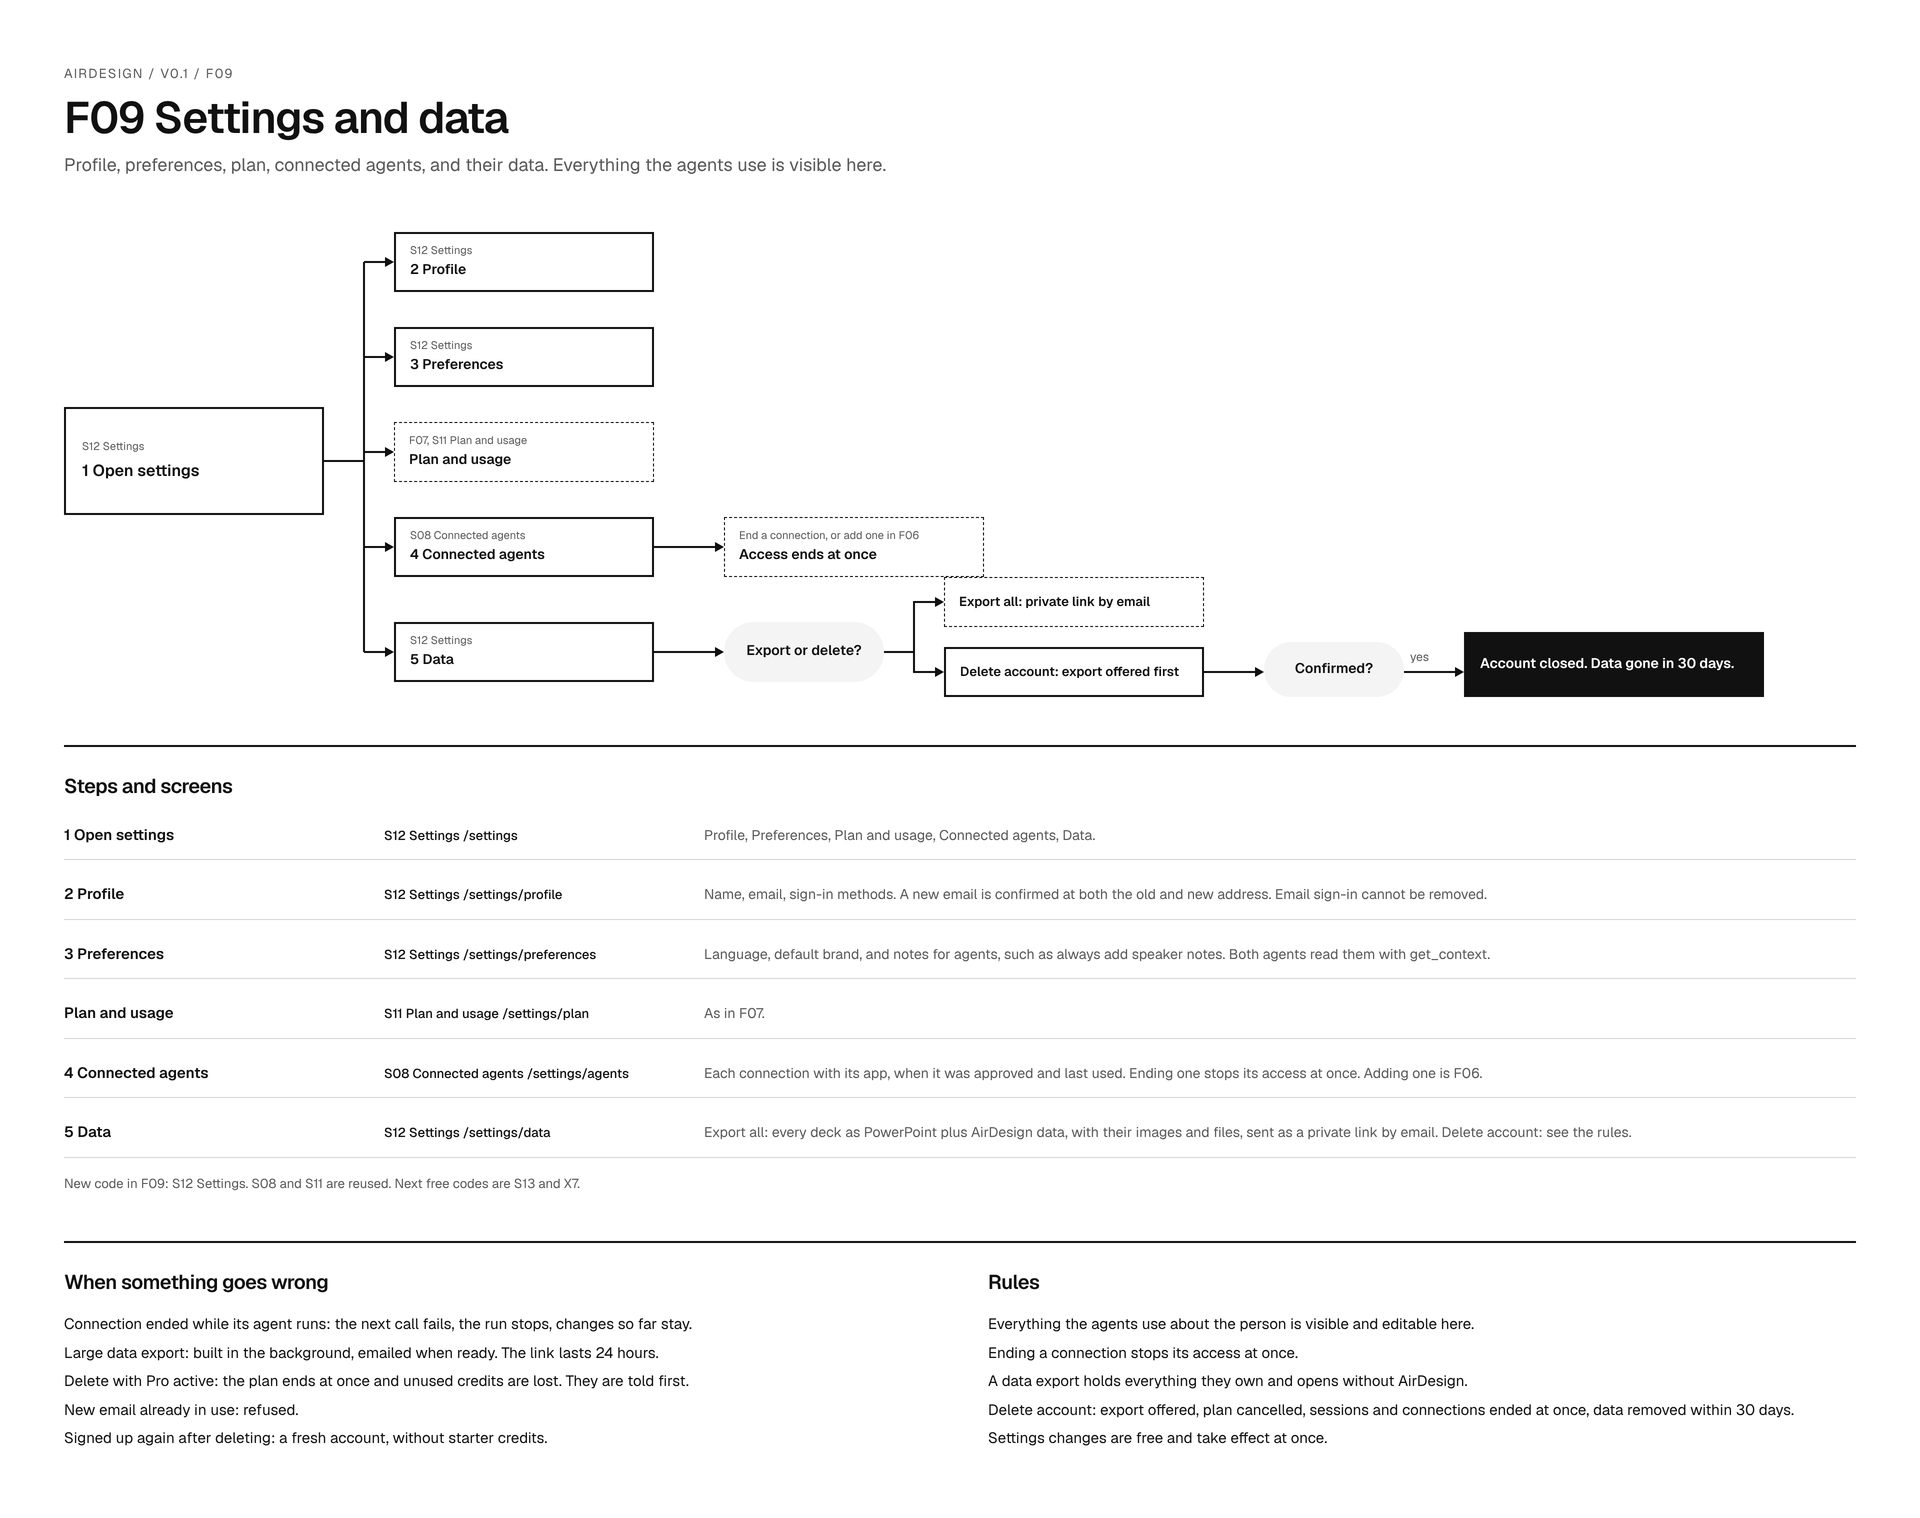 AIRDESIGN / V0.1 / F09
F09 Settings and data
Profile, preferences, plan, connected agents, and their data. Everything the agents use is visible here.
S12 Settings
2 Profile
S12 Settings
3 Preferences
S12 Settings
1 Open settings
F07, S11 Plan and usage
Plan and usage
S08 Connected agents
4 Connected agents
End a connection, or add one in F06
Access ends at once
S12 Settings
5 Data
Export or delete?
Export all: private link by email
Delete account: export offered first
Confirmed?
yes
Account closed. Data gone in 30 days.
Steps and screens
1 Open settings
S12 Settings /settings
Profile, Preferences, Plan and usage, Connected agents, Data.
2 Profile
S12 Settings /settings/profile
Name, email, sign-in methods. A new email is confirmed at both the old and new address. Email sign-in cannot be removed.
3 Preferences
S12 Settings /settings/preferences
Language, default brand, and notes for agents, such as always add speaker notes. Both agents read them with get_context.
Plan and usage
S11 Plan and usage /settings/plan
As in F07.
4 Connected agents
S08 Connected agents /settings/agents
Each connection with its app, when it was approved and last used. Ending one stops its access at once. Adding one is F06.
5 Data
S12 Settings /settings/data
Export all: every deck as PowerPoint plus AirDesign data, with their images and files, sent as a private link by email. Delete account: see the rules.
New code in F09: S12 Settings. S08 and S11 are reused. Next free codes are S13 and X7.
When something goes wrong
Connection ended while its agent runs: the next call fails, the run stops, changes so far stay.
Large data export: built in the background, emailed when ready. The link lasts 24 hours.
Delete with Pro active: the plan ends at once and unused credits are lost. They are told first.
New email already in use: refused.
Signed up again after deleting: a fresh account, without starter credits.
Rules
Everything the agents use about the person is visible and editable here.
Ending a connection stops its access at once.
A data export holds everything they own and opens without AirDesign.
Delete account: export offered, plan cancelled, sessions and connections ended at once, data removed within 30 days.
Settings changes are free and take effect at once.